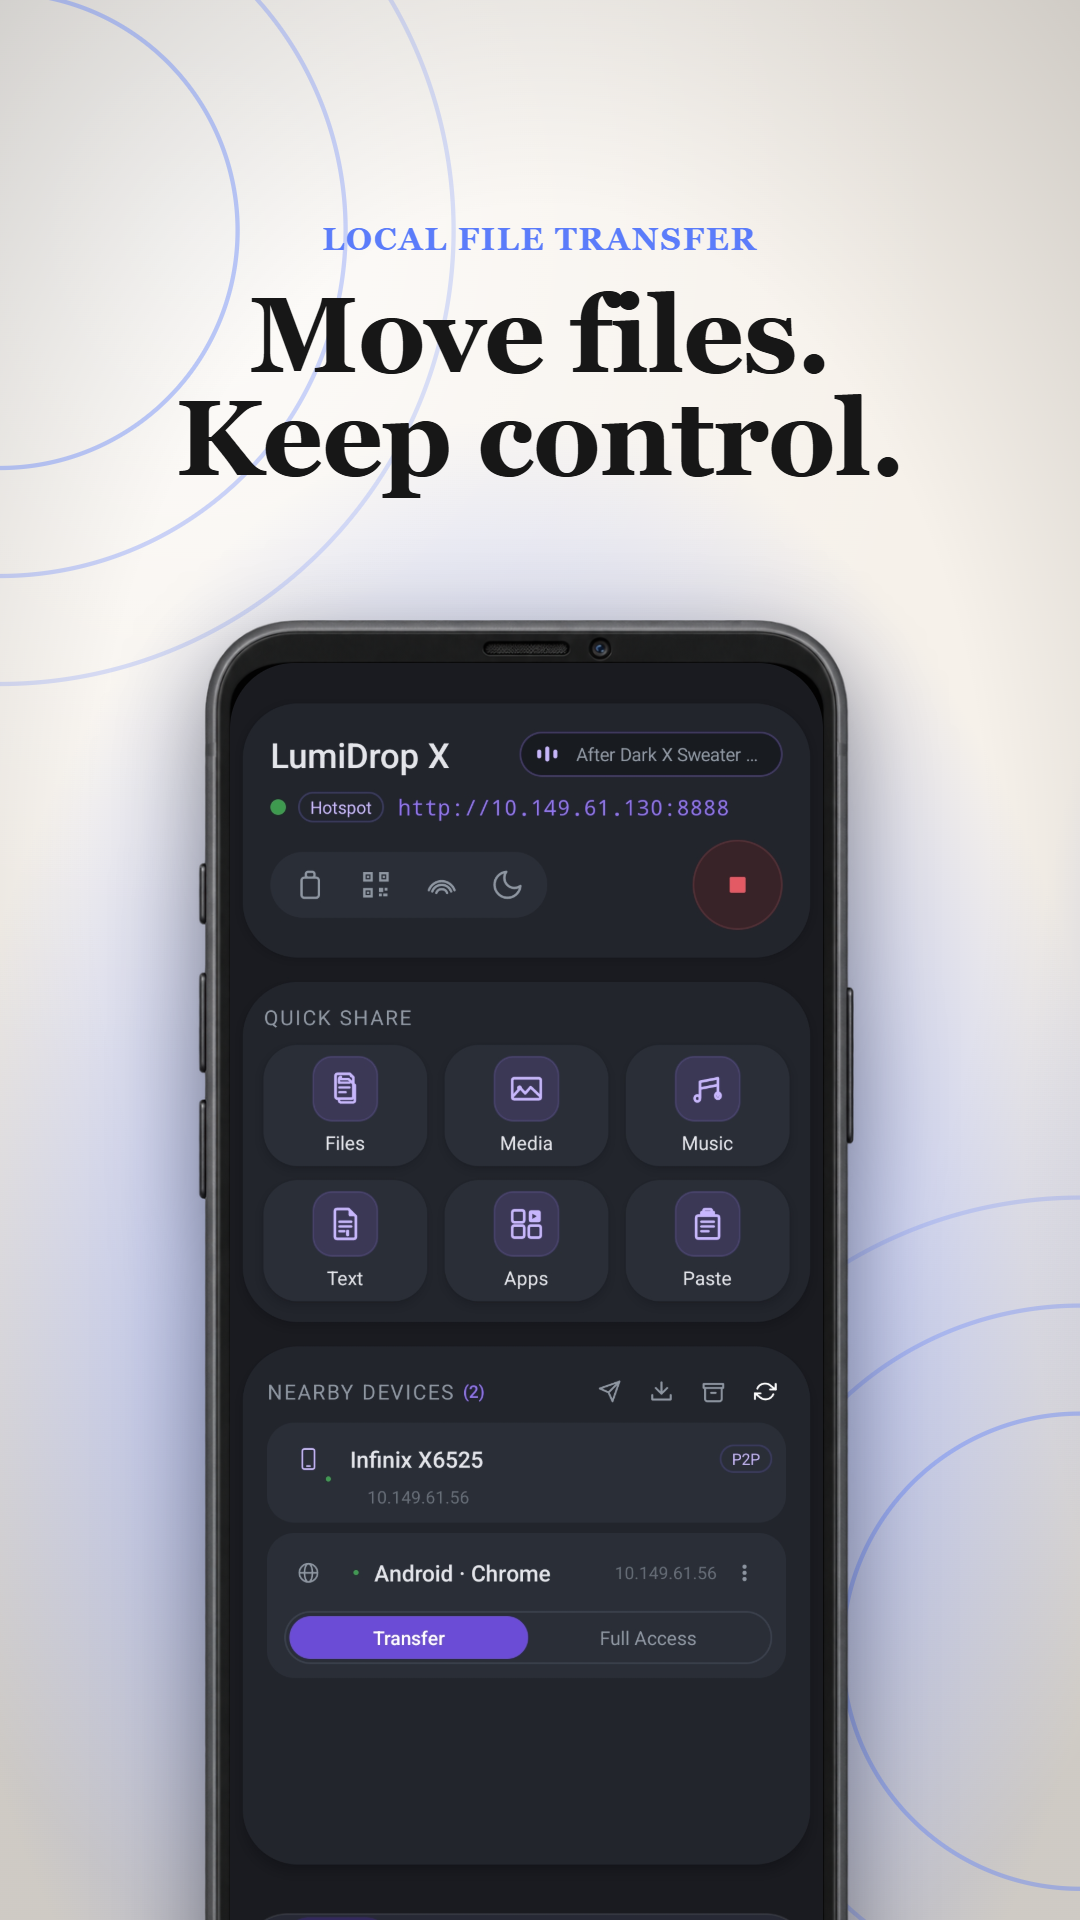 LOCAL FILE TRANSFER
Move files.
Keep control.
LumiDrop X
After Dark X Sweater ...
Hotspot
http://10.149.61.130:8888
QUICK SHARE
Files
Media
Music
Text
Apps
Paste
NEARBY DEVICES (2)
Infinix X6525
P2P
10.149.61.56
Android · Chrome
10.149.61.56
Transfer
Full Access